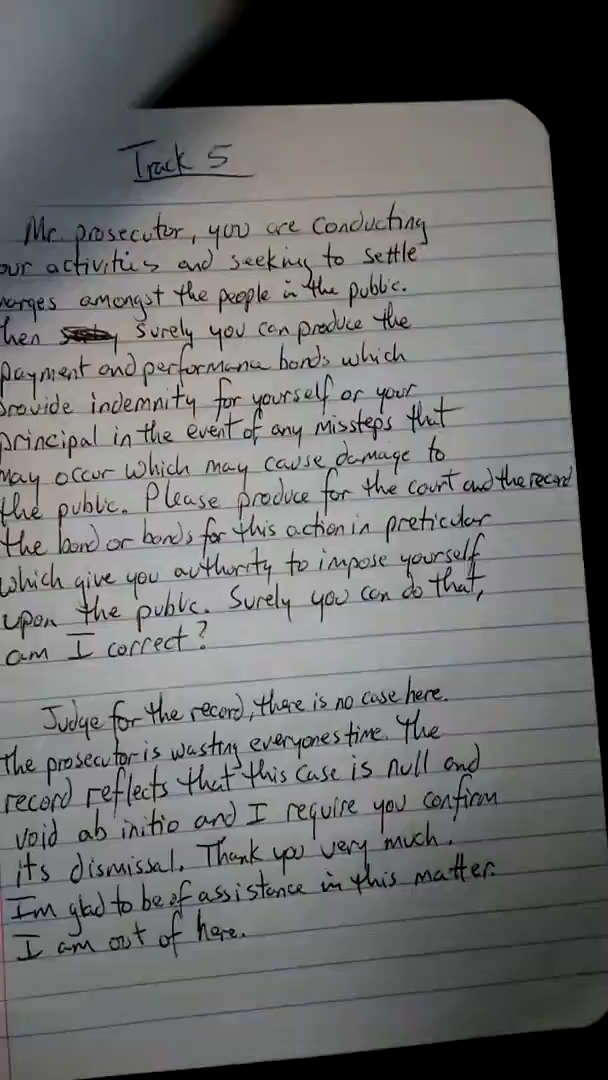 Track 5
Mr. prosecutor, you are conducting
our activities and seeking to settle
harges amongst the people in the public.
hen surely you can produce the
payment and performance bonds which
provide indemnity for yourself or your
principal in the event of any missteps that
may occur which may cause damage to
the public. Please produce for the court and the record
the bond or bonds for this action in preticular
which give you authority to impose yourself
upon the public. Surely you can do that,
am I correct?
Judge for the record, there is no case here.
The prosecutor is wasting everyones time. The
record reflects that this case is null and
void ab initio and I require you confirm
its dismissal. Thank you very much.
Im glad to be of assistance in this matter.
I am out of here.